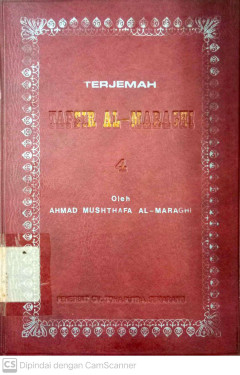 TERJEMAH
TAFSIR AL-MARAGHI
4
Oleh
AHMAD MUSHTHAFA AL-MARAGHI
CS Dipindai dengan CamScanner